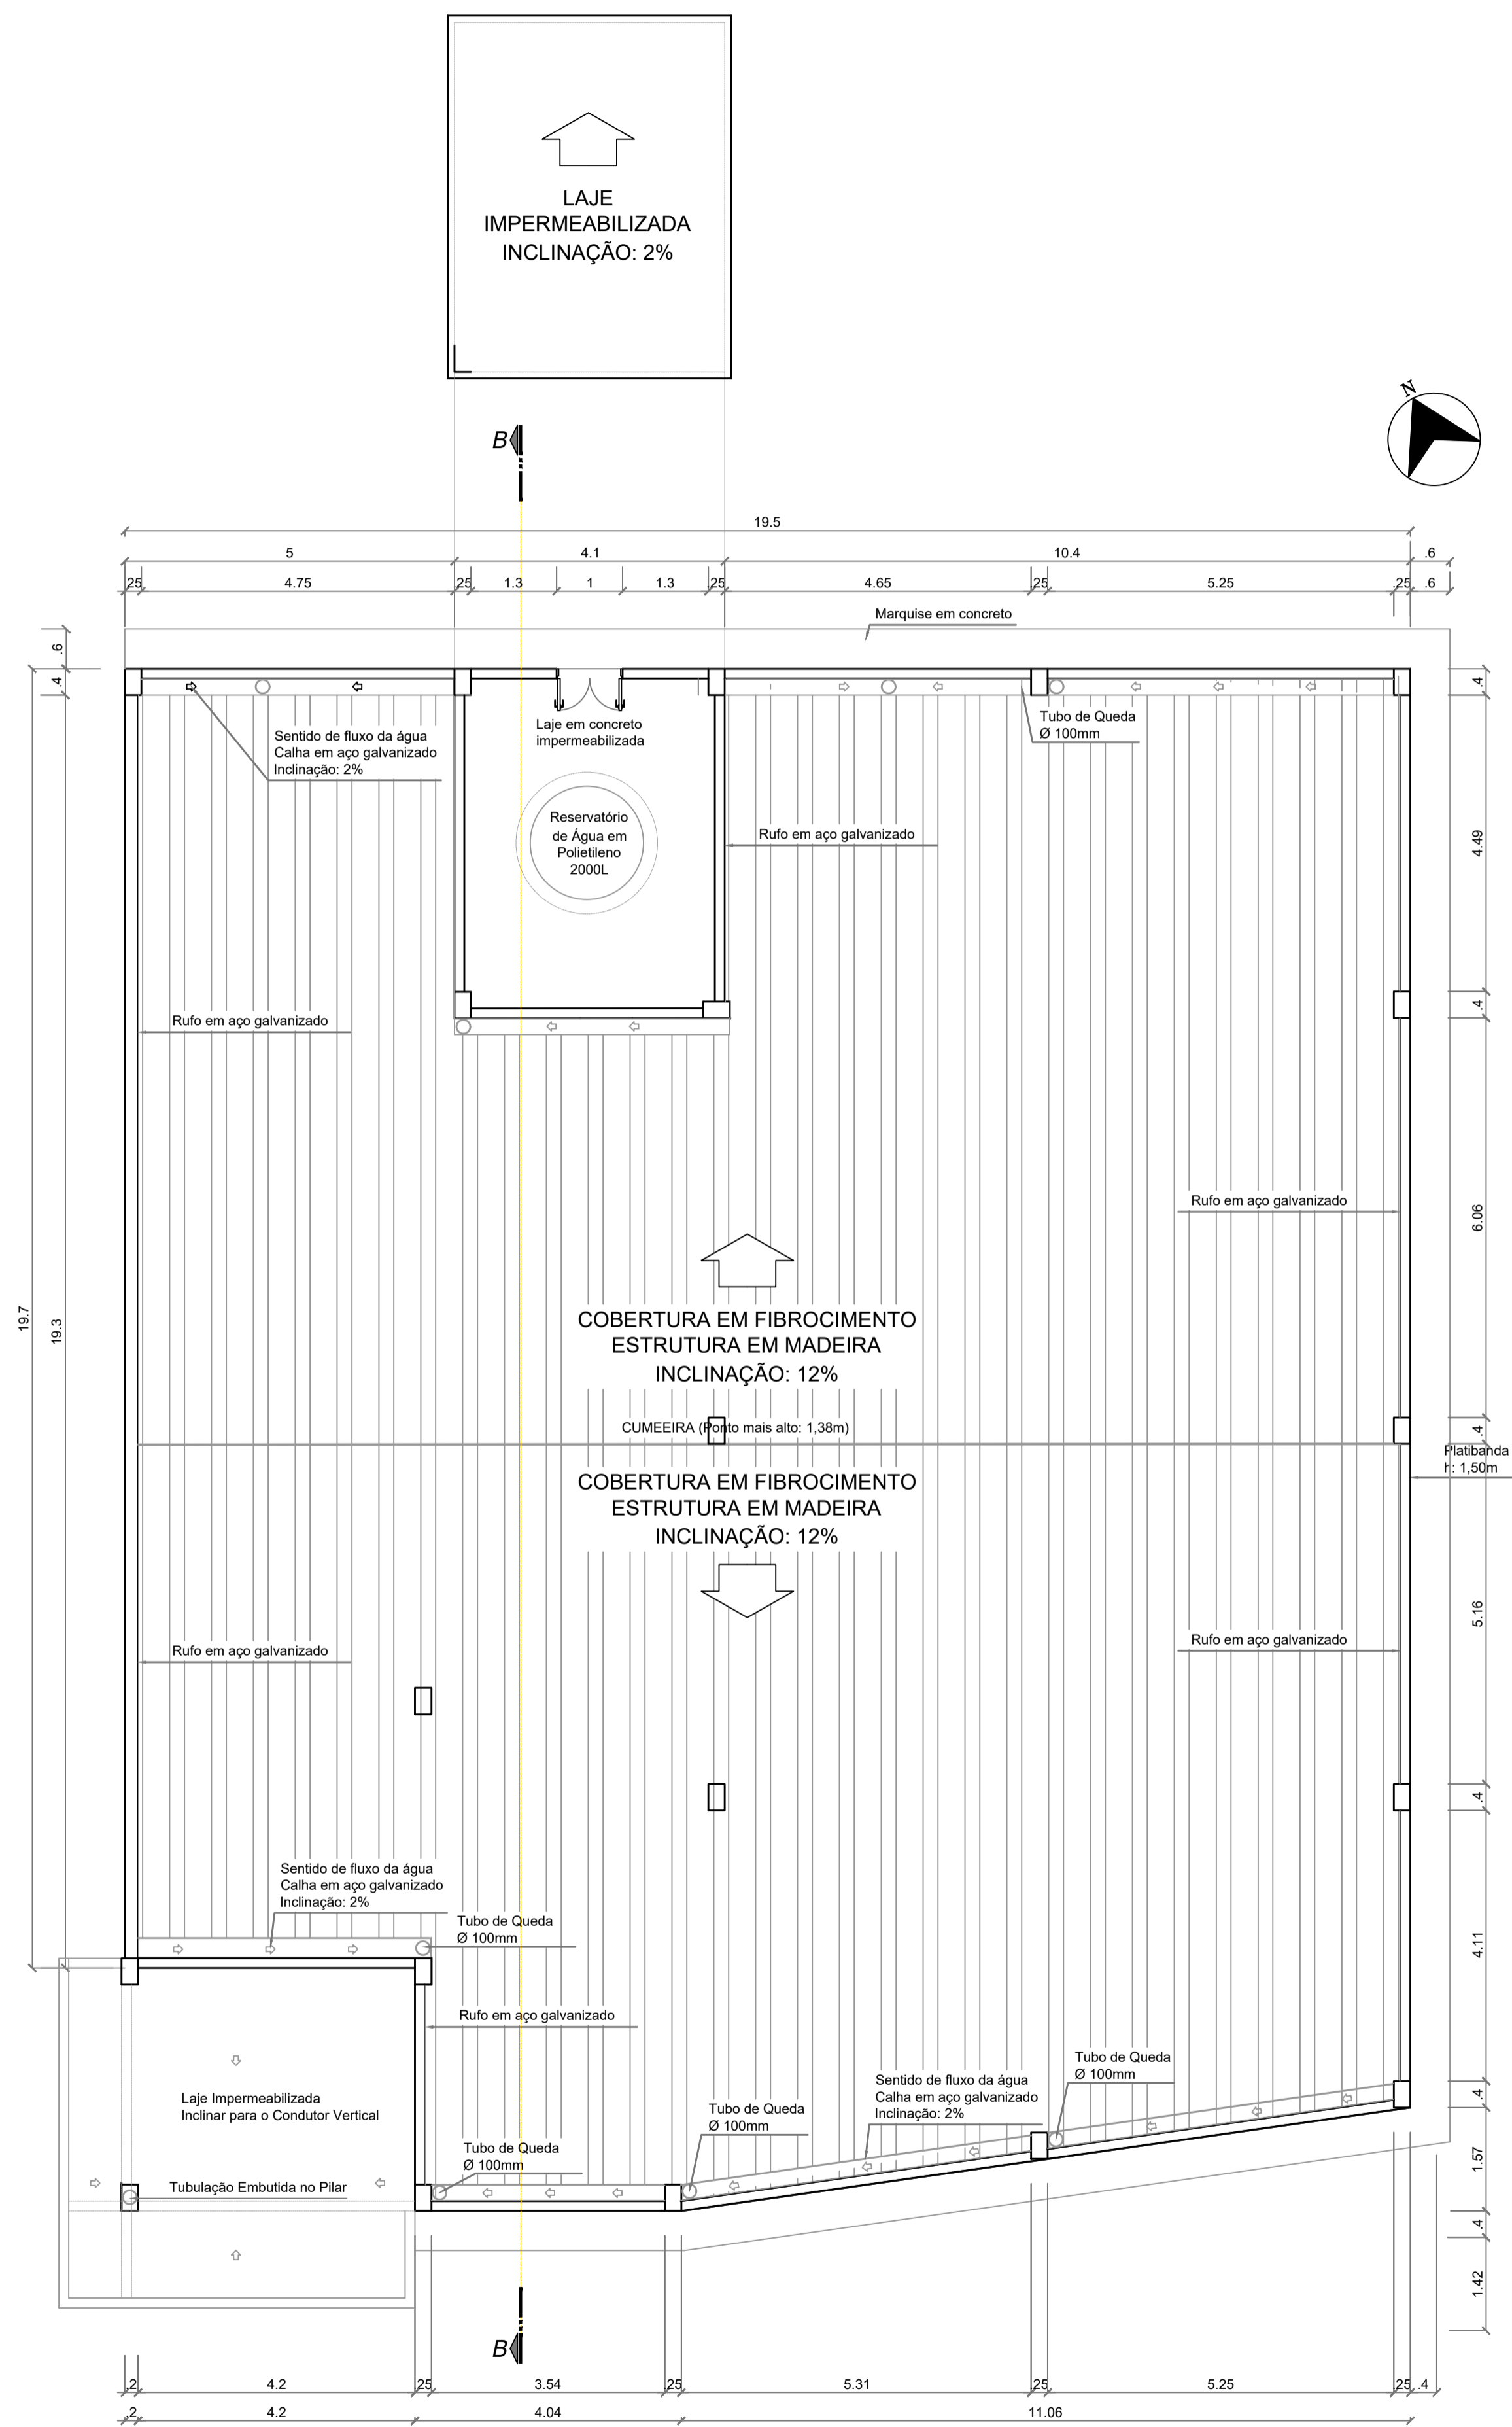 LAJE
IMPERMEABILIZADA
INCLINAÇÃO: 2%
N
B
19.5
5
4.1
10.4
.6
.25
4.75
.25
1.3
1
1.3
.25
4.65
.25
5.25
.25
.6
Marquise em concreto
.6
.4
.4
Sentido de fluxo da água
Calha em aço galvanizado
Inclinação: 2%
Laje em concreto
impermeabilizada
Tubo de Queda
Ø 100mm
Reservatório
de Água em
Polietileno
2000L
Rufo em aço galvanizado
4.49
Rufo em aço galvanizado
.4
Rufo em aço galvanizado
6.06
19.7
19.3
COBERTURA EM FIBROCIMENTO
ESTRUTURA EM MADEIRA
INCLINAÇÃO: 12%
CUMEEIRA (Ponto mais alto: 1,38m)
.4
Platibanda
h: 1,50m
COBERTURA EM FIBROCIMENTO
ESTRUTURA EM MADEIRA
INCLINAÇÃO: 12%
5.16
Rufo em aço galvanizado
Rufo em aço galvanizado
.4
Sentido de fluxo da água
Calha em aço galvanizado
Inclinação: 2%
Tubo de Queda
Ø 100mm
4.11
Rufo em aço galvanizado
Tubo de Queda
Ø 100mm
Sentido de fluxo da água
Calha em aço galvanizado
Inclinação: 2%
.4
Laje Impermeabilizada
Inclinar para o Condutor Vertical
Tubo de Queda
Ø 100mm
Tubo de Queda
Ø 100mm
1.57
Tubulação Embutida no Pilar
.4
1.42
B
.2
4.2
.25
3.54
.25
5.31
.25
5.25
.25
.4
.2
4.2
4.04
11.06